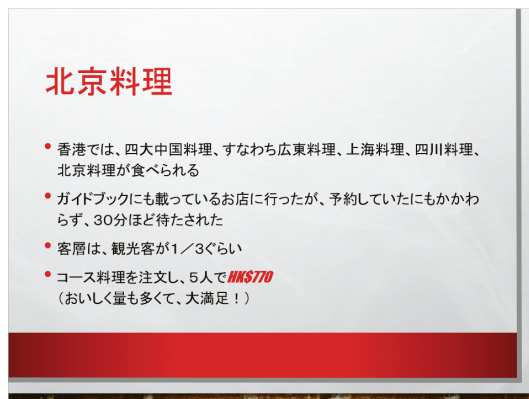 北京料理
• 香港では、四大中国料理、すなわち広東料理、上海料理、四川料理、
北京料理が食べられる
• ガイドブックにも載っているお店に行ったが、予約していたにもかかわ
らず、30分ほど待たされた
• 客層は、観光客が1／3ぐらい
• コース料理を注文し、5人でHK$770
（おいしく量も多くて、大満足！）